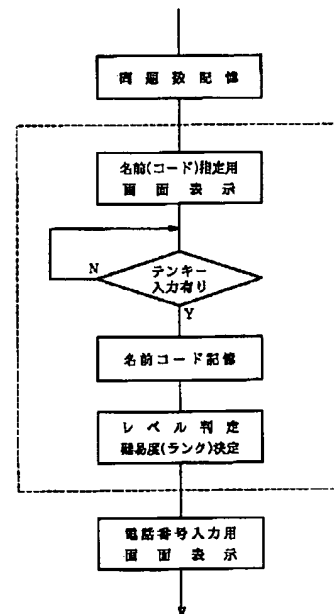 問題数記憶
名前(コード)指定用
画面表示
テンキー
入力有り
N
Y
名前コード記憶
レベル判定
難易度(ランク)決定
電話番号入力用
画面表示